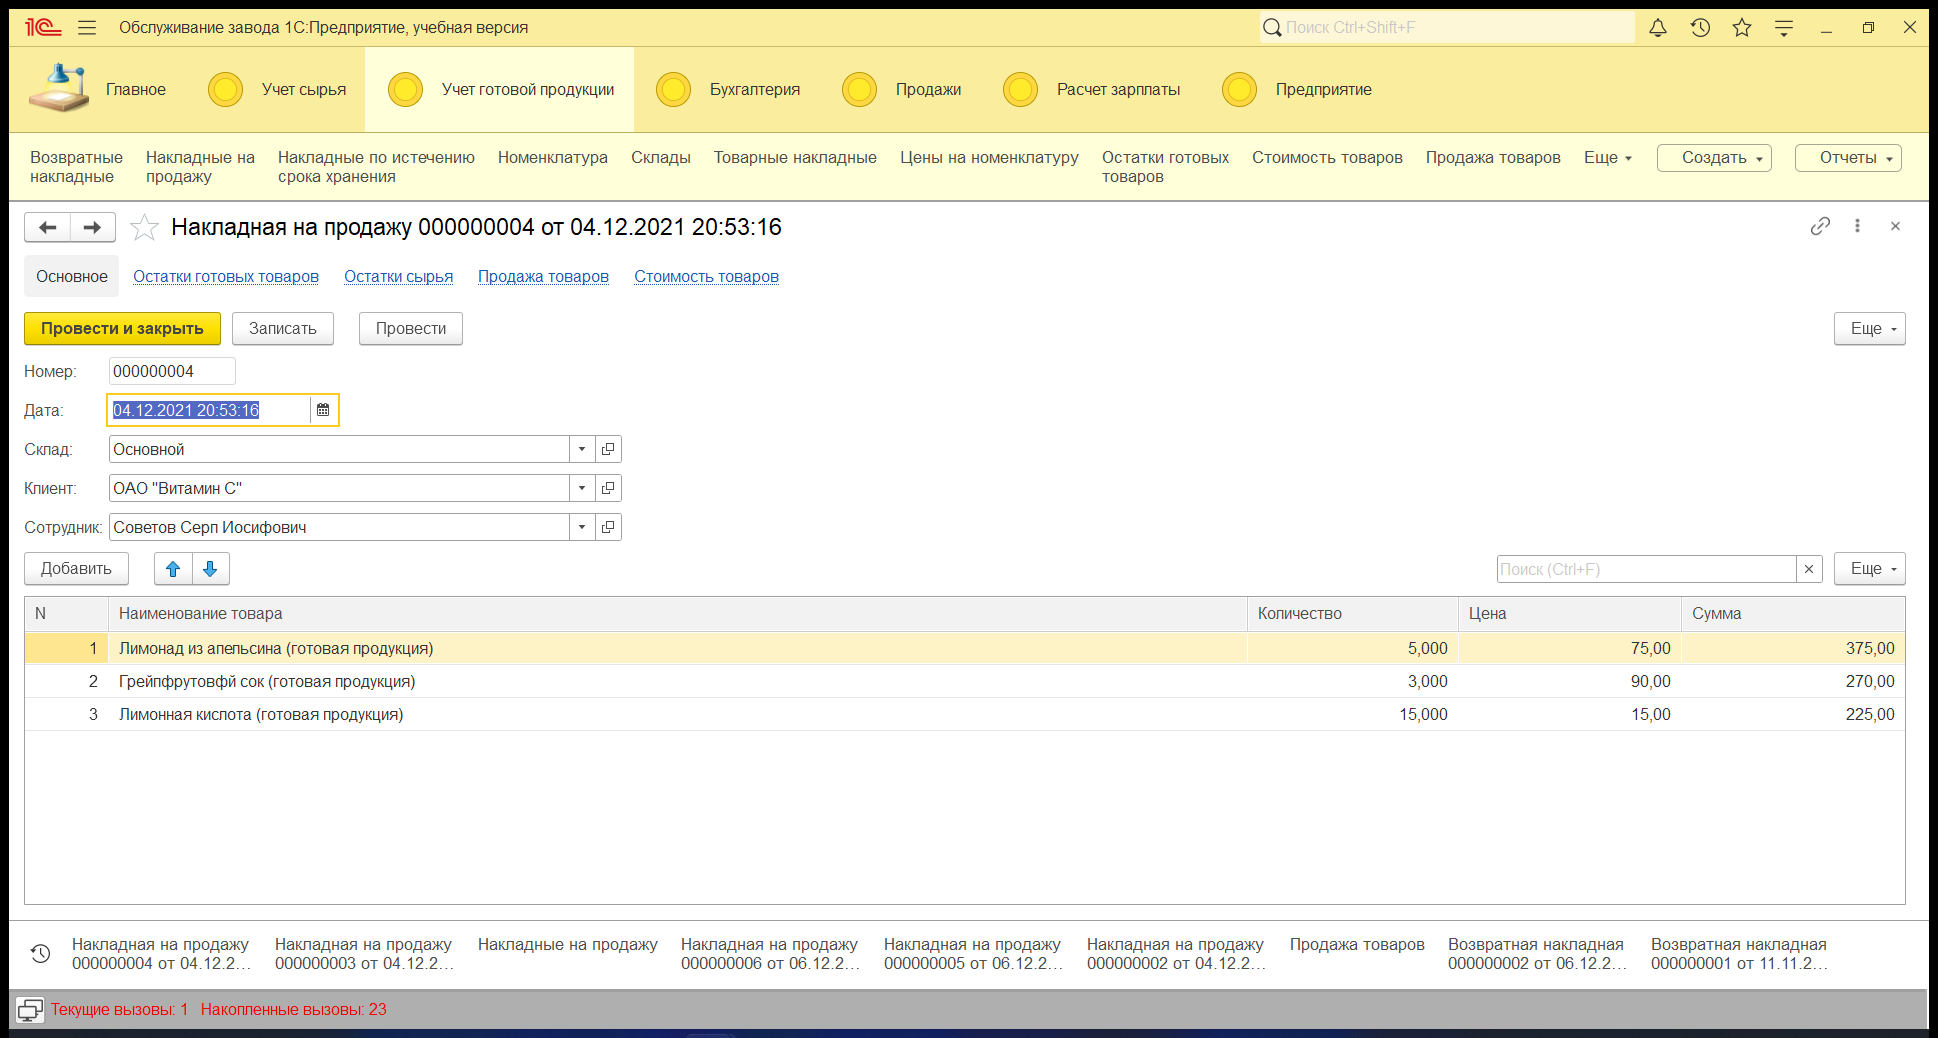 1С Обслуживание завода 1С:Предприятие, учебная версия Поиск Ctrl+Shift+F
Главное Учет сырья Учет готовой продукции Бухгалтерия Продажи Расчет зарплаты Предприятие
Возвратные накладные Накладные на продажу Накладные по истечению срока хранения Номенклатура Склады Товарные накладные Цены на номенклатуру Остатки готовых товаров Стоимость товаров Продажа товаров Еще Создать Отчеты
Накладная на продажу 000000004 от 04.12.2021 20:53:16
Основное Остатки готовых товаров Остатки сырья Продажа товаров Стоимость товаров
Провести и закрыть Записать Провести Еще
Номер: 000000004
Дата: 04.12.2021 20:53:16
Склад: Основной
Клиент: ОАО "Витамин С"
Сотрудник: Советов Серп Иосифович
Добавить Поиск (Ctrl+F) Еще
N Наименование товара Количество Цена Сумма
1 Лимонад из апельсина (готовая продукция) 5,000 75,00 375,00
2 Грейпфрутовфй сок (готовая продукция) 3,000 90,00 270,00
3 Лимонная кислота (готовая продукция) 15,000 15,00 225,00
Накладная на продажу 000000004 от 04.12.2...
Накладная на продажу 000000003 от 04.12.2...
Накладные на продажу
Накладная на продажу 000000006 от 06.12.2...
Накладная на продажу 000000005 от 06.12.2...
Накладная на продажу 000000002 от 04.12.2...
Продажа товаров
Возвратная накладная 000000002 от 06.12.2...
Возвратная накладная 000000001 от 11.11.2...
Текущие вызовы: 1 Накопленные вызовы: 23